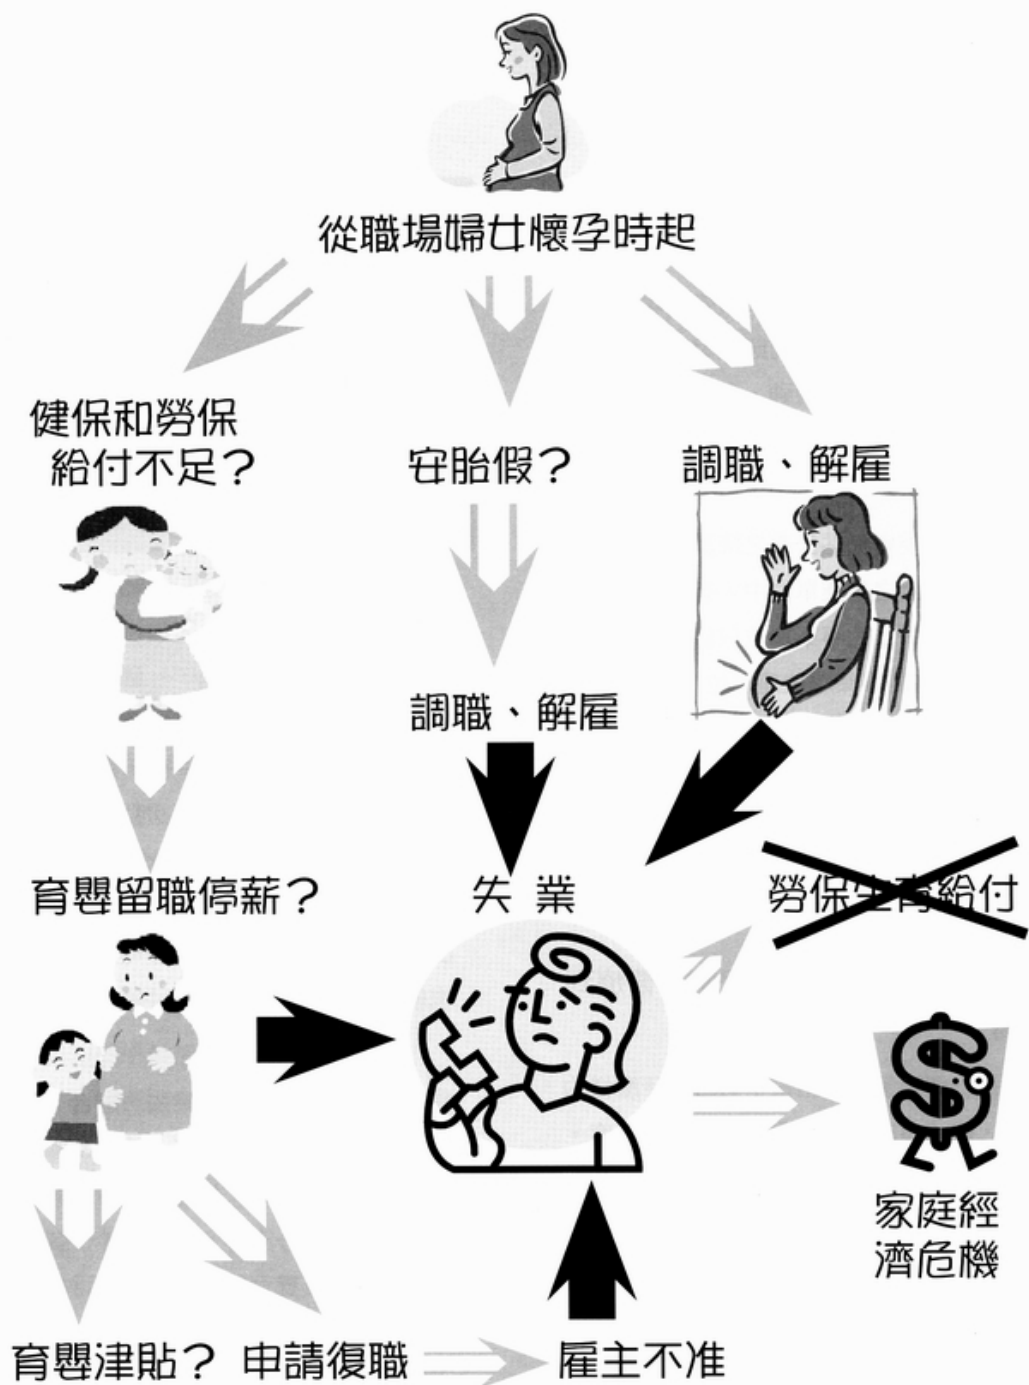 從職場婦女懷孕時起
健保和勞保
給付不足？
安胎假？
調職、解雇
調職、解雇
育嬰留職停薪？
失業
勞保生育給付
家庭經
濟危機
育嬰津貼？
申請復職
雇主不准